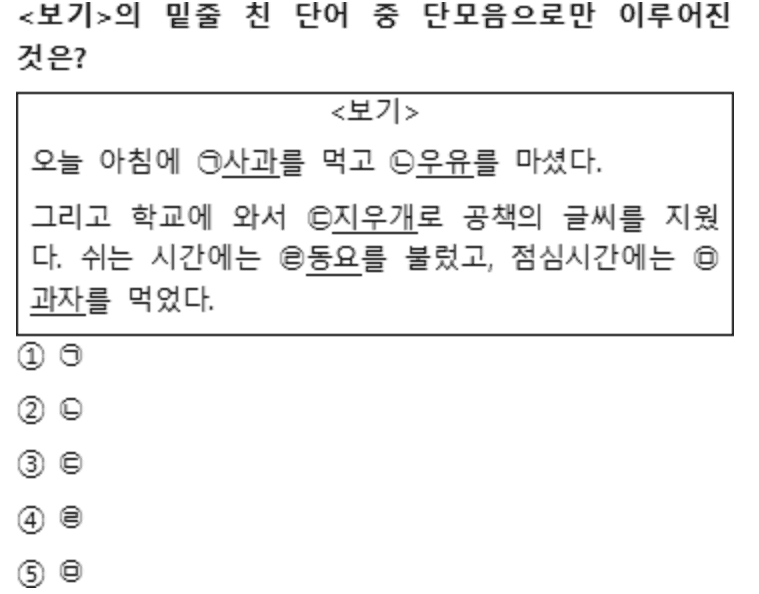 <보기>의 밑줄 친 단어 중 단모음으로만 이루어진
것은?
<보기>
오늘 아침에 ㉠사과를 먹고 ㉡우유를 마셨다.
그리고 학교에 와서 ㉢지우개로 공책의 글씨를 지웠
다. 쉬는 시간에는 ㉣동요를 불렀고, 점심시간에는 ㉤
과자를 먹었다.
① ㉠
② ㉡
③ ㉢
④ ㉣
⑤ ㉤